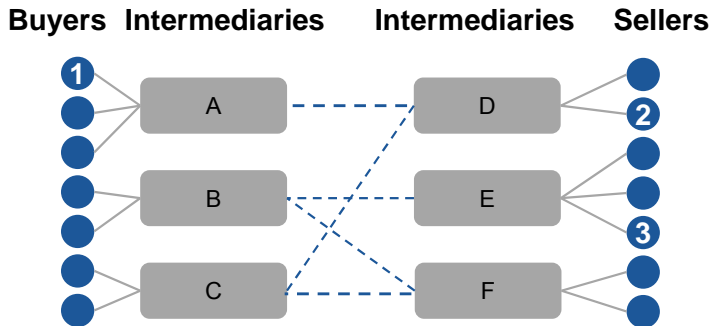 Buyers Intermediaries Intermediaries Sellers
1
A D
2
B E
3
C F